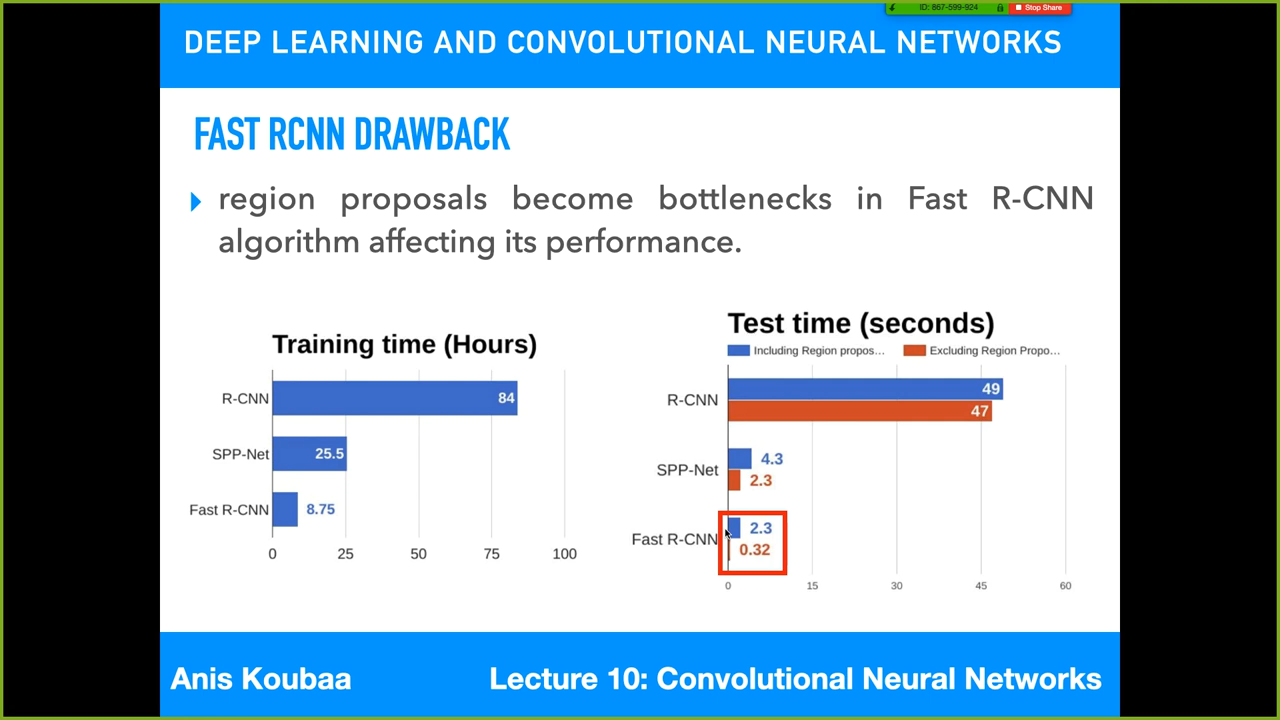 ID: 867-599-924
Stop Share
DEEP LEARNING AND CONVOLUTIONAL NEURAL NETWORKS
FAST RCNN DRAWBACK
region proposals become bottlenecks in Fast R-CNN
algorithm affecting its performance.
Training time (Hours)
R-CNN 84
SPP-Net 25.5
Fast R-CNN 8.75
0 25 50 75 100
Test time (seconds)
Including Region propos... Excluding Region Propo...
49
R-CNN
47
4.3
SPP-Net
2.3
2.3
Fast R-CNN
0.32
0 15 30 45 60
Anis Koubaa Lecture 10: Convolutional Neural Networks